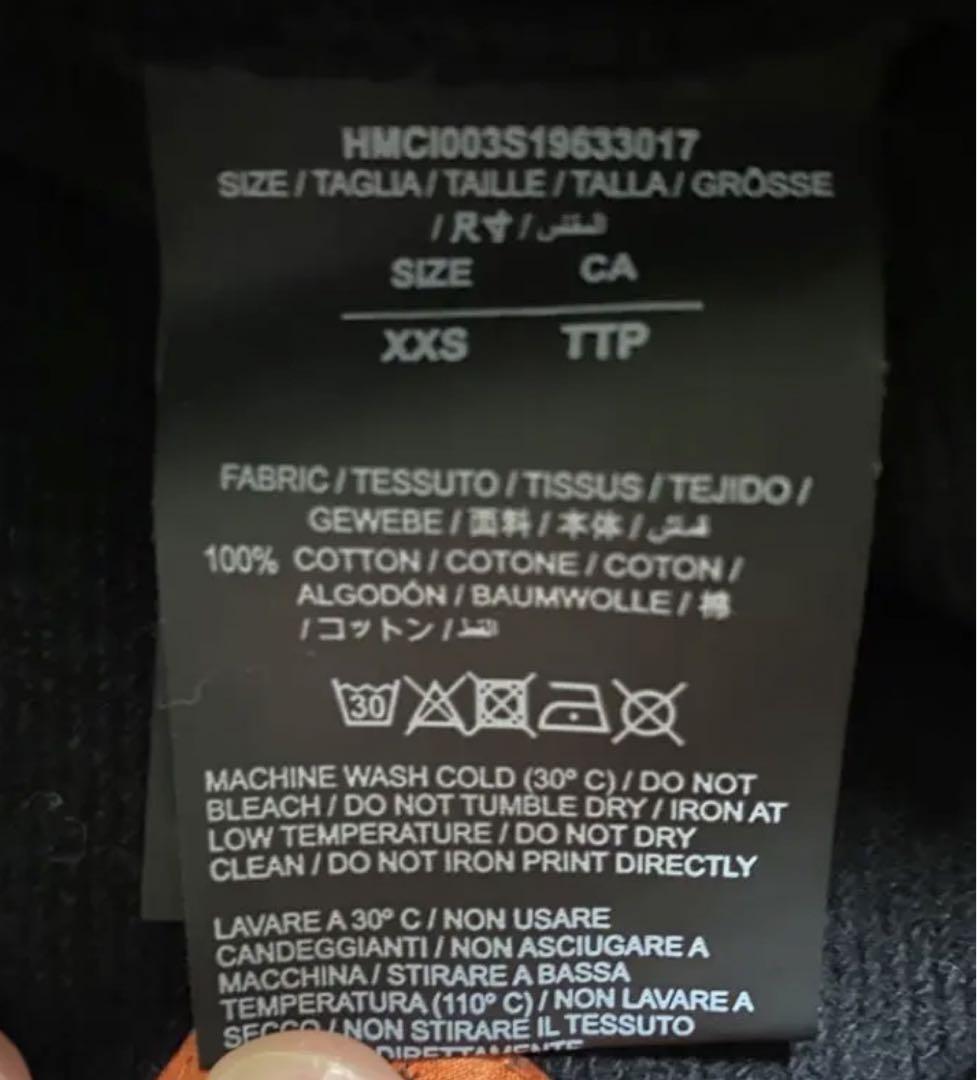 HMCI003S19633017
SIZE / TAGLIA / TAILLE / TALLA / GRÖSSE
/ 尺寸 /
SIZE CA
XXS TTP
FABRIC / TESSUTO / TISSUS / TEJIDO /
GEWEBE / 面料 / 本体 /
100% COTTON / COTONE / COTON /
ALGODÓN / BAUMWOLLE / 棉
/ コットン /
30
MACHINE WASH COLD (30° C) / DO NOT
BLEACH / DO NOT TUMBLE DRY / IRON AT
LOW TEMPERATURE / DO NOT DRY
CLEAN / DO NOT IRON PRINT DIRECTLY
LAVARE A 30° C / NON USARE
CANDEGGIANTI / NON ASCIUGARE A
MACCHINA / STIRARE A BASSA
TEMPERATURA (110° C) / NON LAVARE A
SECCO / NON STIRARE IL TESSUTO
DIRETTAMENTE